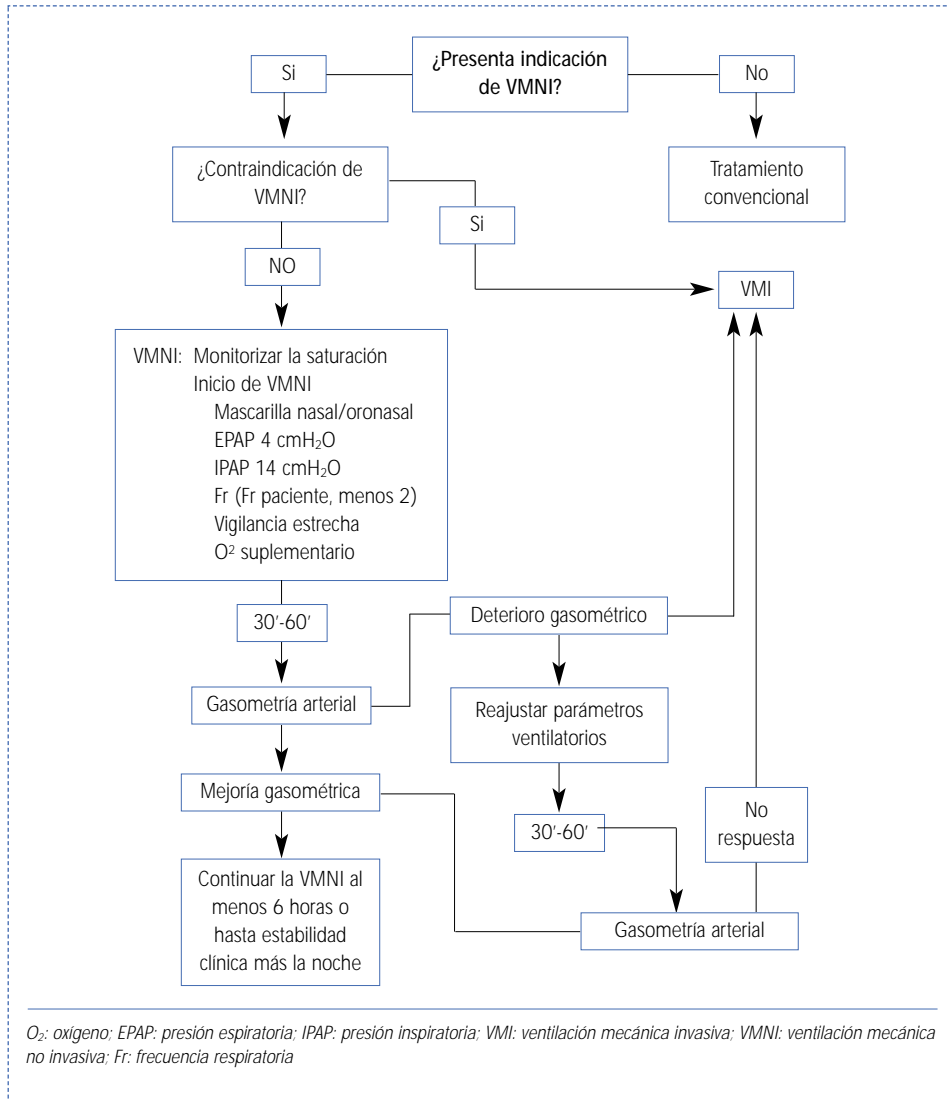 ¿Presenta indicación
de VMNI?
Si
No
¿Contraindicación de
VMNI?
Tratamiento
convencional
Si
NO
VMI
VMNI: Monitorizar la saturación
Inicio de VMNI
Mascarilla nasal/oronasal
EPAP 4 cmH₂O
IPAP 14 cmH₂O
Fr (Fr paciente, menos 2)
Vigilancia estrecha
O² suplementario
30’-60’
Deterioro gasométrico
Gasometría arterial
Reajustar parámetros
ventilatorios
Mejoría gasométrica
30’-60’
No
respuesta
Continuar la VMNI al
menos 6 horas o
hasta estabilidad
clínica más la noche
Gasometría arterial
O₂: oxígeno; EPAP: presión espiratoria; IPAP: presión inspiratoria; VMI: ventilación mecánica invasiva; VMNI: ventilación mecánica
no invasiva; Fr: frecuencia respiratoria